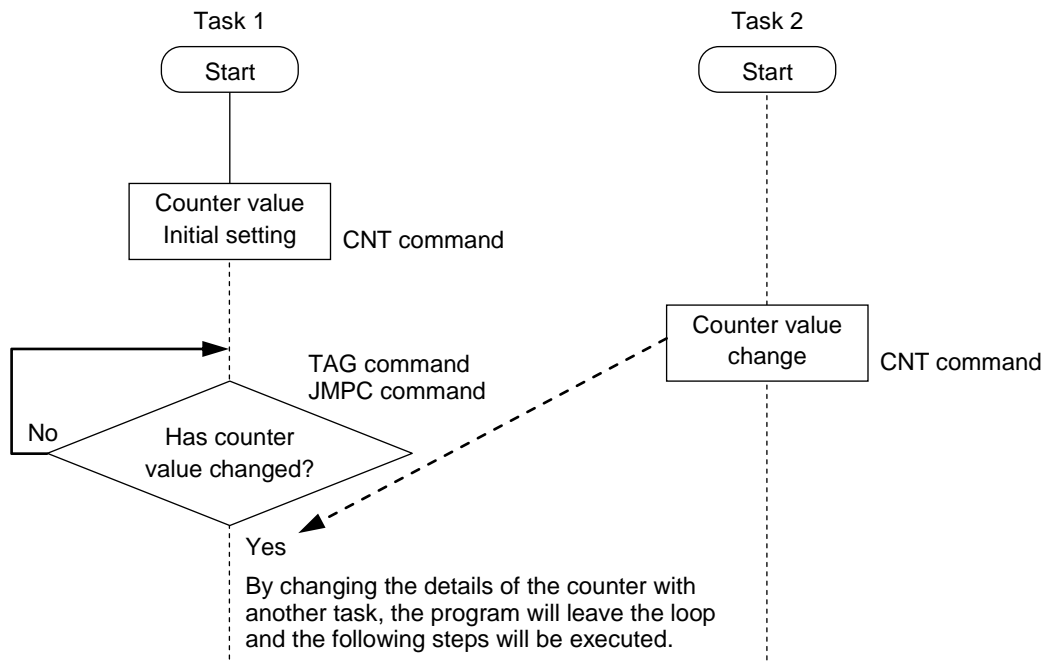 Task 1
Task 2
Start
Start
Counter value
Initial setting
CNT command
Counter value
change
CNT command
TAG command
JMPC command
No
Has counter
value changed?
Yes
By changing the details of the counter with
another task, the program will leave the loop
and the following steps will be executed.